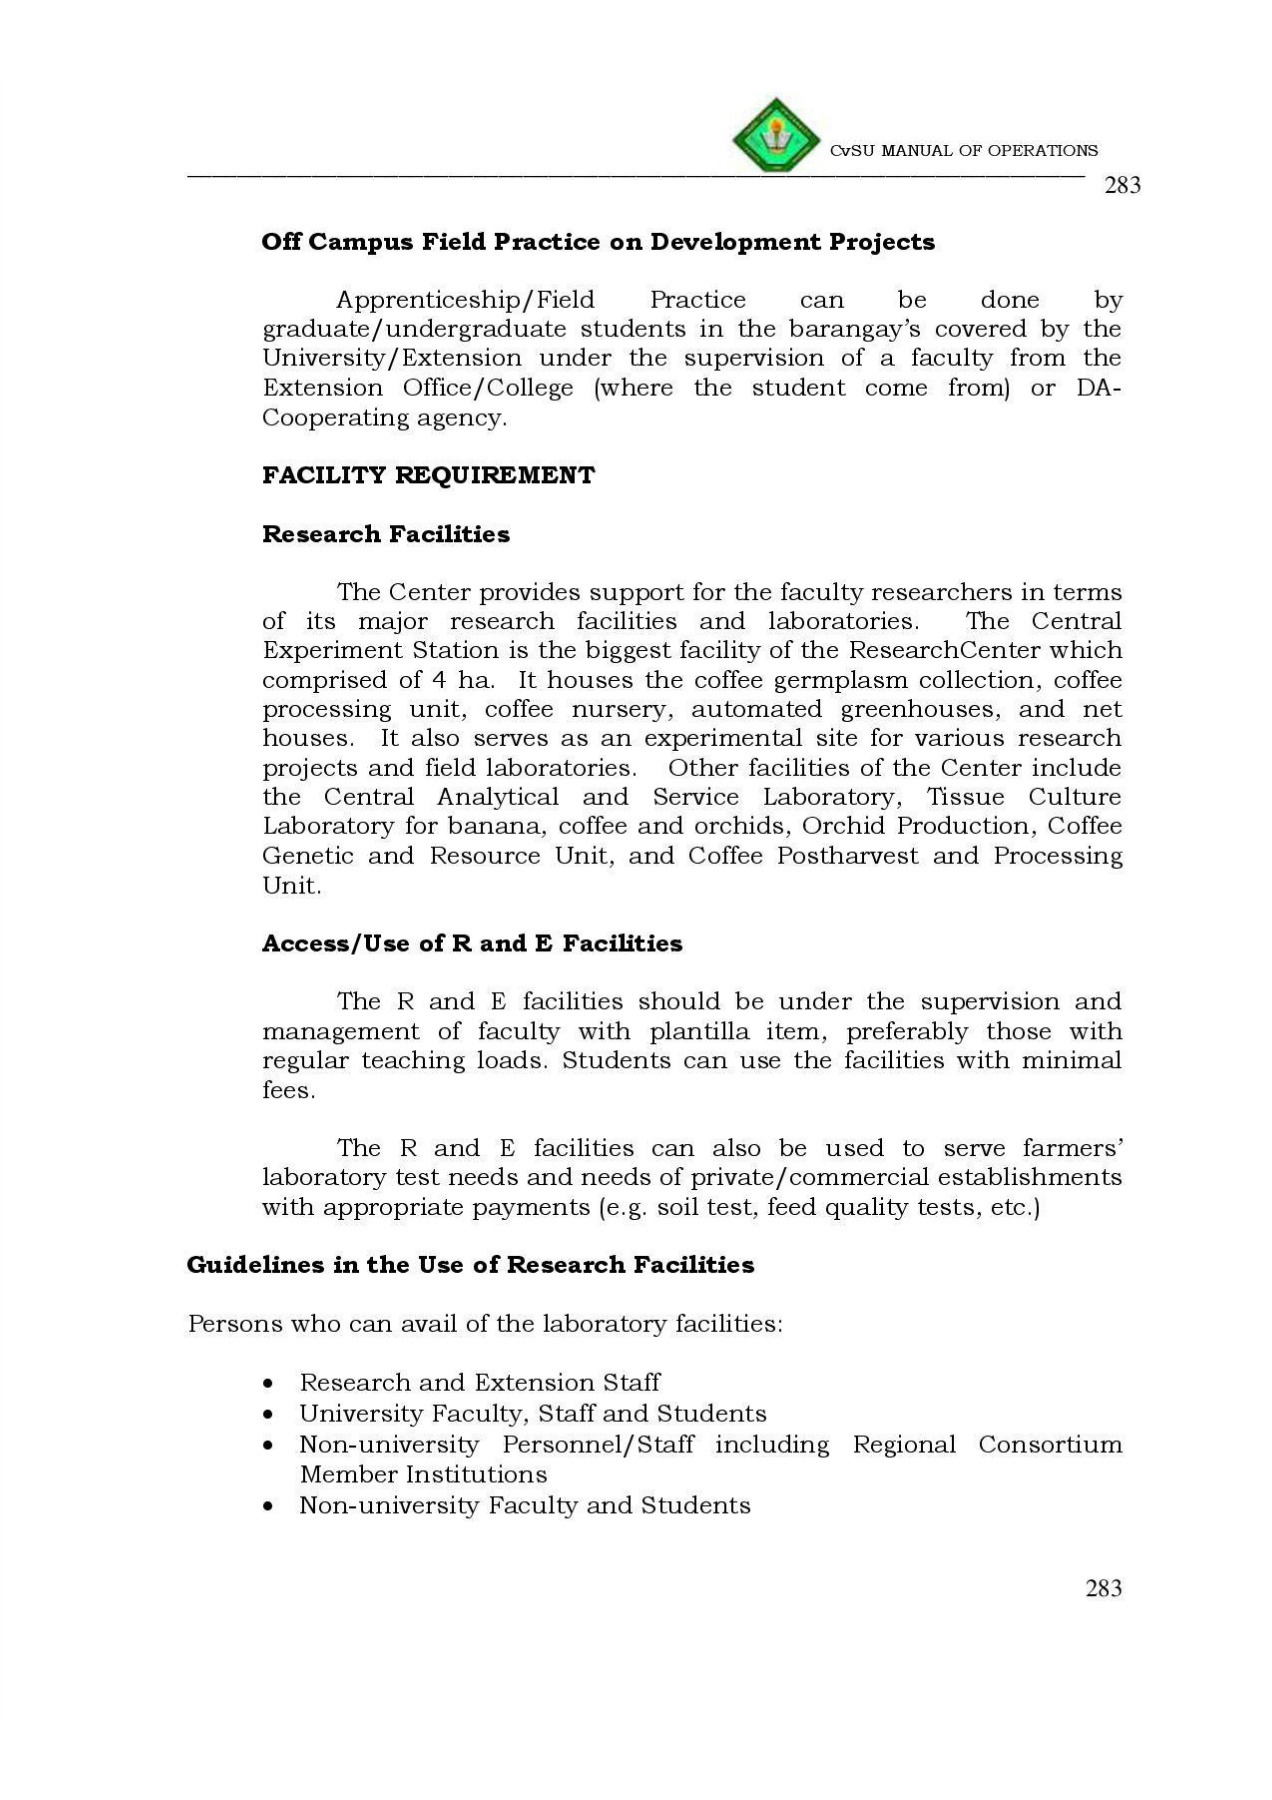 CvSU MANUAL OF OPERATIONS
283
Off Campus Field Practice on Development Projects
Apprenticeship/Field Practice can be done by
graduate/undergraduate students in the barangay’s covered by the
University/Extension under the supervision of a faculty from the
Extension Office/College (where the student come from) or DA-
Cooperating agency.
FACILITY REQUIREMENT
Research Facilities
The Center provides support for the faculty researchers in terms
of its major research facilities and laboratories. The Central
Experiment Station is the biggest facility of the ResearchCenter which
comprised of 4 ha. It houses the coffee germplasm collection, coffee
processing unit, coffee nursery, automated greenhouses, and net
houses. It also serves as an experimental site for various research
projects and field laboratories. Other facilities of the Center include
the Central Analytical and Service Laboratory, Tissue Culture
Laboratory for banana, coffee and orchids, Orchid Production, Coffee
Genetic and Resource Unit, and Coffee Postharvest and Processing
Unit.
Access/Use of R and E Facilities
The R and E facilities should be under the supervision and
management of faculty with plantilla item, preferably those with
regular teaching loads. Students can use the facilities with minimal
fees.
The R and E facilities can also be used to serve farmers’
laboratory test needs and needs of private/commercial establishments
with appropriate payments (e.g. soil test, feed quality tests, etc.)
Guidelines in the Use of Research Facilities
Persons who can avail of the laboratory facilities:
• Research and Extension Staff
• University Faculty, Staff and Students
• Non-university Personnel/Staff including Regional Consortium
Member Institutions
• Non-university Faculty and Students
283